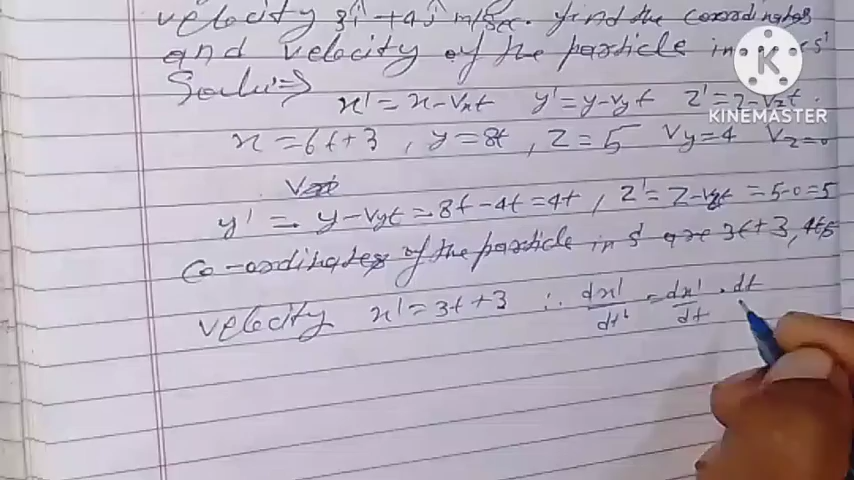 velocity 3î + 4ĵ m/sec. find the coordinates
and velocity of the particle in s'
Solu:⇒
x' = x - Vxt y' = y - Vyt z' = z - Vzt.
KINEMASTER
x = 6t + 3, y = 8t, z = 5 Vy = 4 Vz = 0
y' = y - Vyt = 8t - 4t = 4t, z' = z - Vzt = 5 - 0 = 5
Co-ordinates of the particle in s' are 3t + 3, 4t, 5
velocity x' = 3t + 3 ∴ dx'/dt' = dx'/dt · dt